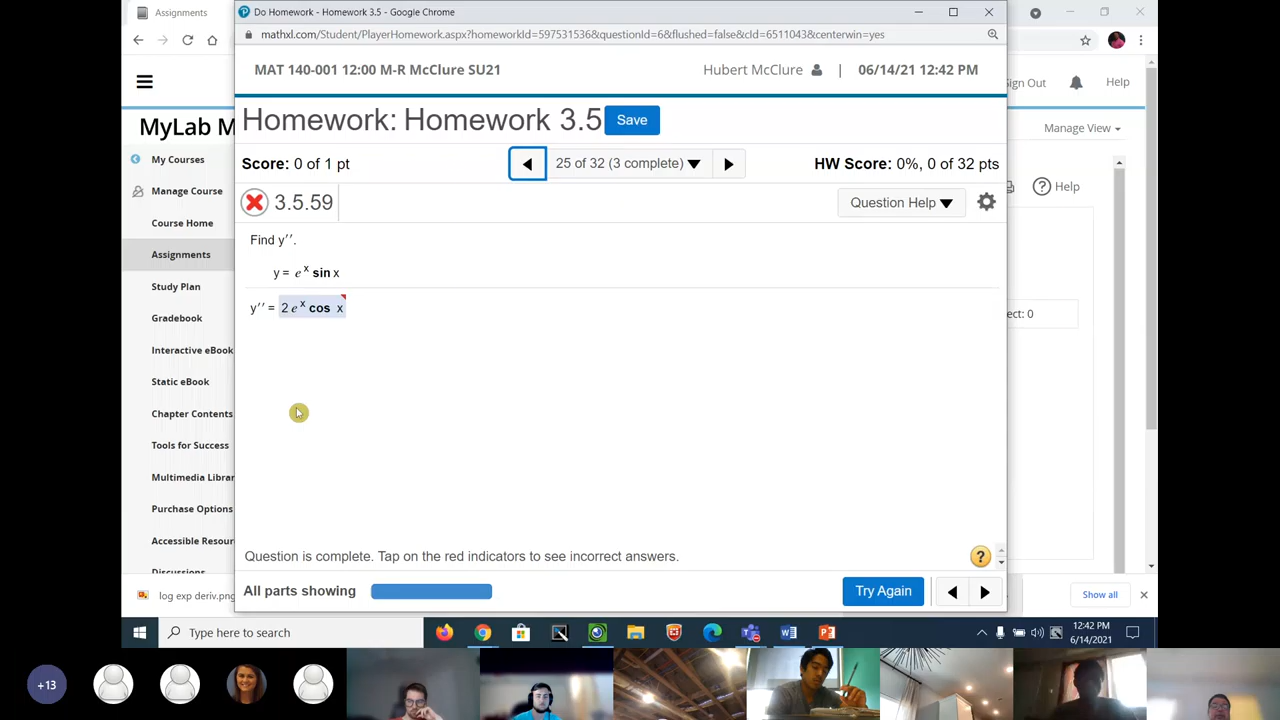 Assignments
Do Homework - Homework 3.5 - Google Chrome
mathxl.com/Student/PlayerHomework.aspx?homeworkId=597531536&questionId=6&flushed=false&cId=6511043&centerwin=yes
MAT 140-001 12:00 M-R McClure SU21
Hubert McClure
06/14/21 12:42 PM
Sign Out
Help
MyLab M
Homework: Homework 3.5
Save
Manage View
My Courses
Manage Course
Course Home
Assignments
Study Plan
Gradebook
Interactive eBook
Static eBook
Chapter Contents
Tools for Success
Multimedia Librar
Purchase Options
Accessible Resour
Discussions
Score: 0 of 1 pt
25 of 32 (3 complete)
HW Score: 0%, 0 of 32 pts
3.5.59
Question Help
Help
Find y′′.
y = e^x sin x
y′′ = 2 e^x cos x
ect: 0
Question is complete. Tap on the red indicators to see incorrect answers.
?
All parts showing
Try Again
log exp deriv.png
Show all
Type here to search
12:42 PM
6/14/2021
+13